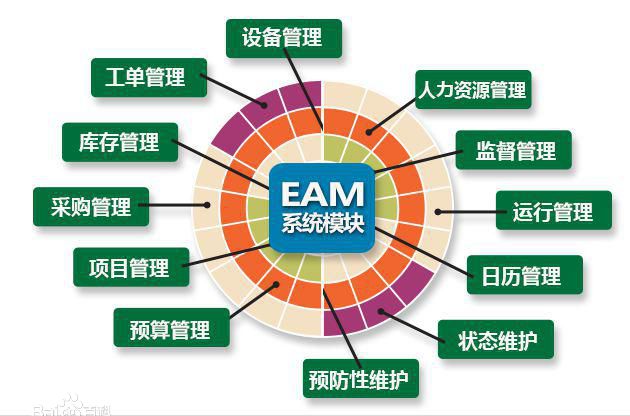 设备管理
工单管理
人力资源管理
库存管理
监督管理
EAM
系统模块
采购管理
运行管理
项目管理
日历管理
预算管理
状态维护
预防性维护
Bai百科